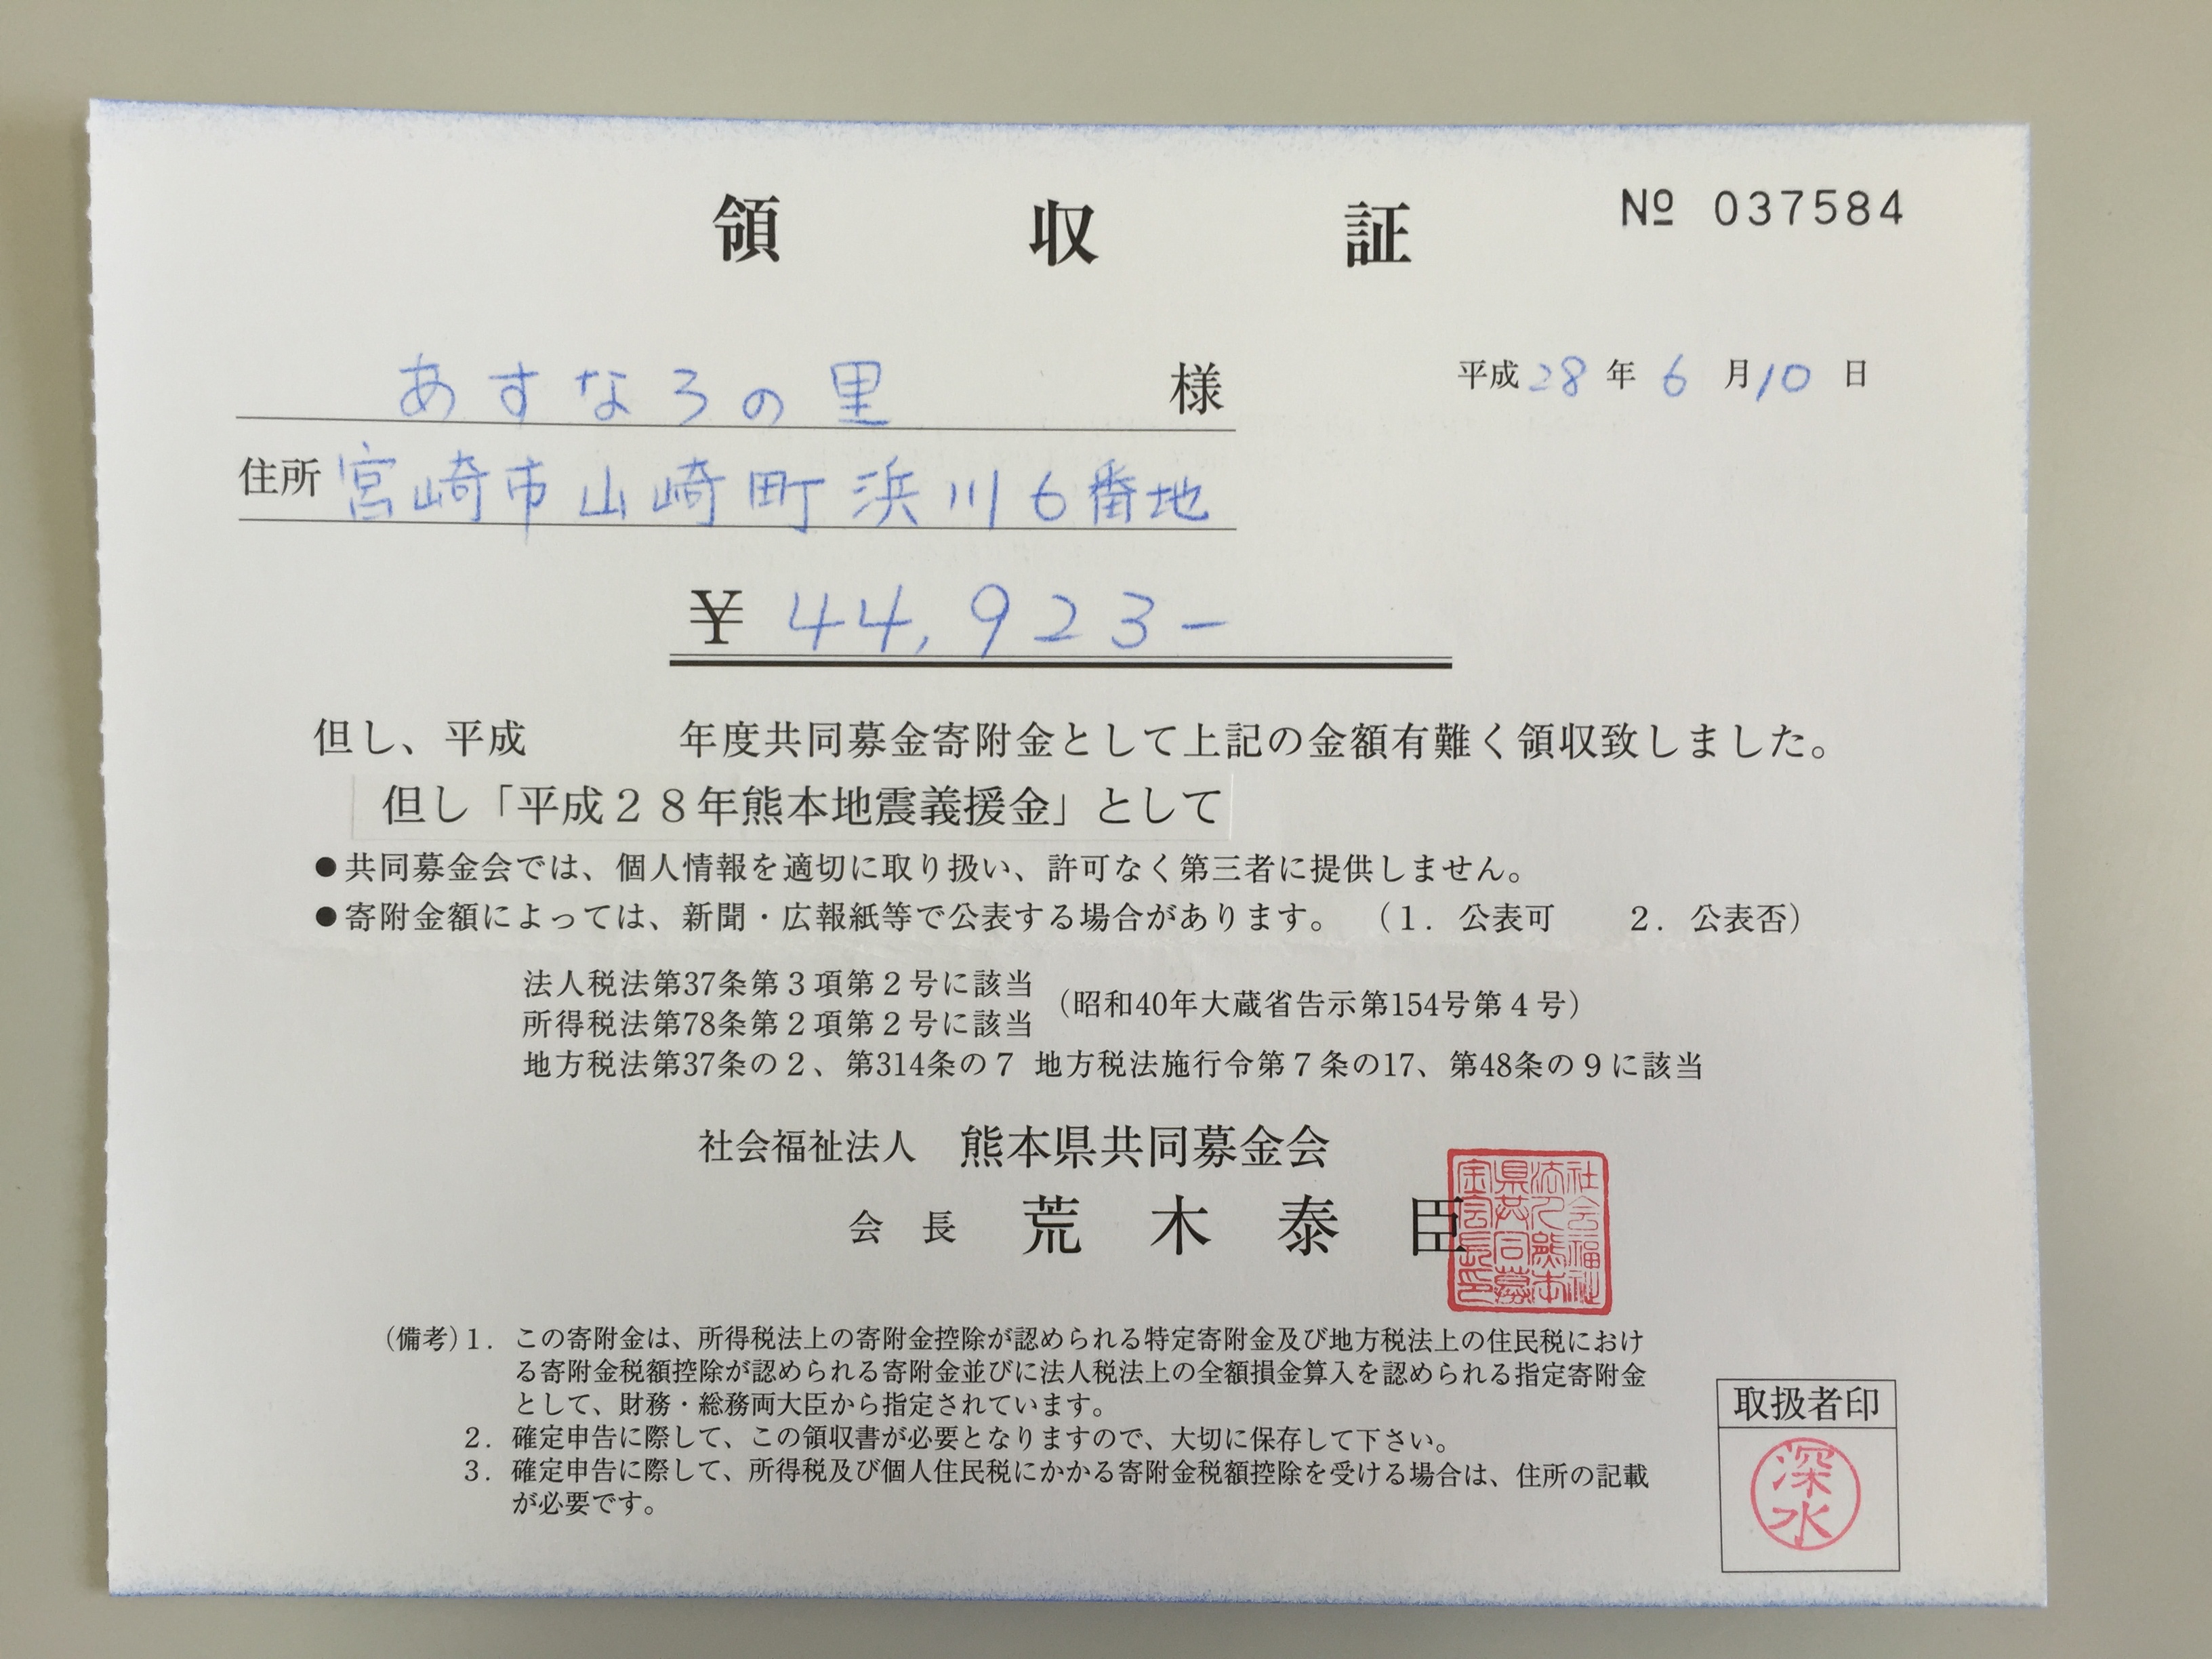 領収証
№ 037584
あすなろの里 様
平成28年6月10日
住所 宮崎市山崎町浜川6番地
¥ 44,923-
但し、平成　　年度共同募金寄附金として上記の金額有難く領収致しました。
但し「平成２８年熊本地震義援金」として
●共同募金会では、個人情報を適切に取り扱い、許可なく第三者に提供しません。
●寄附金額によっては、新聞・広報紙等で公表する場合があります。（１．公表可　２．公表否）
法人税法第37条第３項第２号に該当
所得税法第78条第２項第２号に該当
（昭和40年大蔵省告示第154号第４号）
地方税法第37条の２、第314条の７ 地方税法施行令第７条の17、第48条の９に該当
社会福祉法人　熊本県共同募金会
会長　荒木泰臣
社会福祉法人熊本県共同募金会長印
（備考）１．この寄附金は、所得税法上の寄附金控除が認められる特定寄附金及び地方税法上の住民税におけ
る寄附金税額控除が認められる寄附金並びに法人税法上の全額損金算入を認められる指定寄附金
として、財務・総務両大臣から指定されています。
２．確定申告に際して、この領収書が必要となりますので、大切に保存して下さい。
３．確定申告に際して、所得税及び個人住民税にかかる寄附金税額控除を受ける場合は、住所の記載
が必要です。
取扱者印
深水